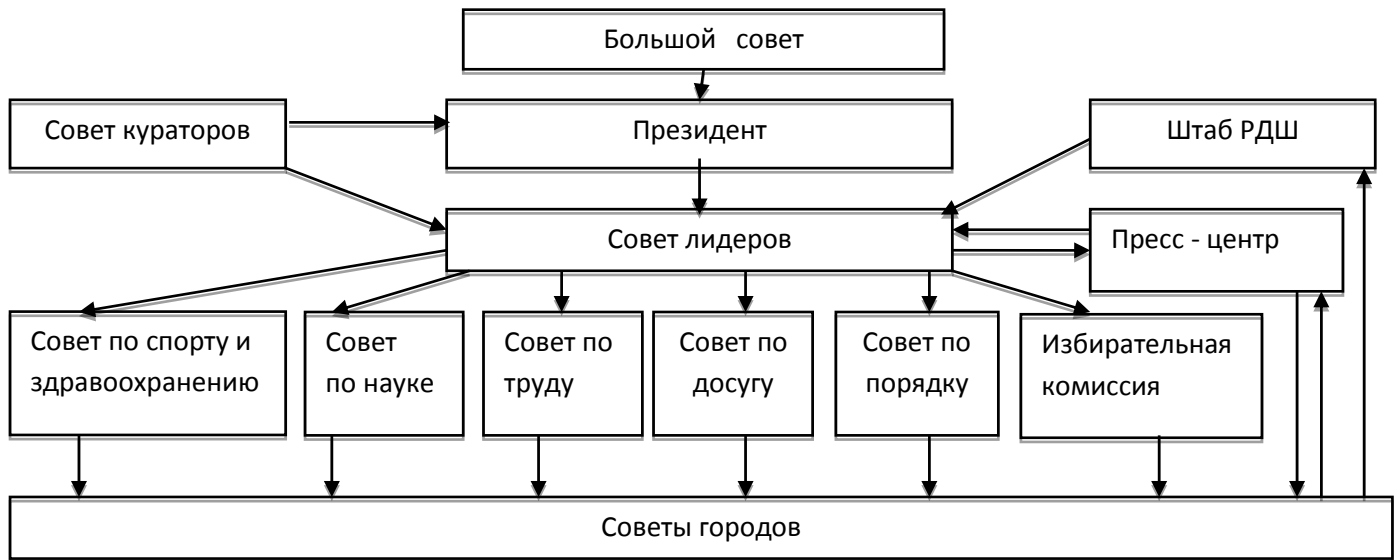 Большой совет
Совет кураторов
Президент
Штаб РДШ
Совет лидеров
Пресс - центр
Совет по спорту и
здравоохранению
Совет
по науке
Совет по
труду
Совет по
досугу
Совет по
порядку
Избирательная
комиссия
Советы городов